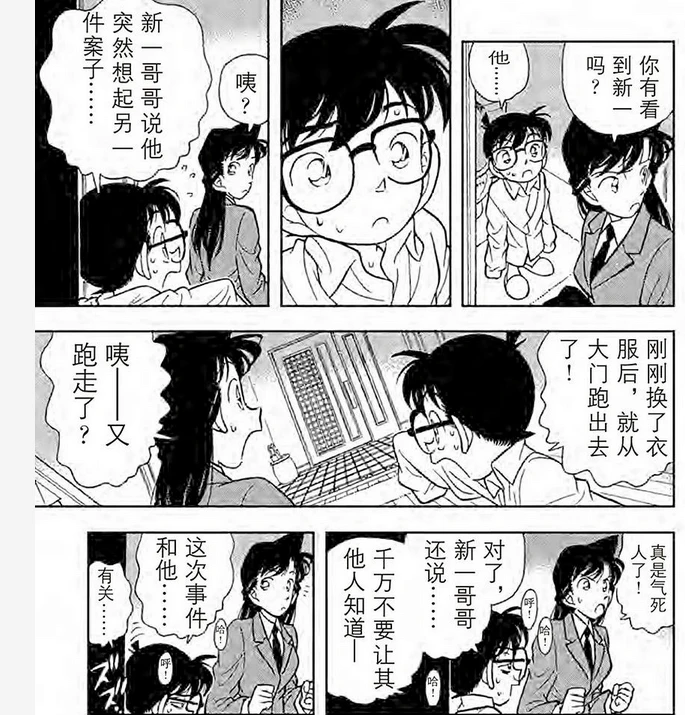 你有看
到新一
吗？
他……
咦？
新一哥哥说他
突然想起另一
件案子……
刚刚换了衣
服后，就从
大门跑出去
了！
咦——又
跑走了？
真是气死
人了！
呼！
哈！
对了，
新一哥哥
还说……
哈！
千万不要让其
他人知道—
这次事件
和他……
哈！
呼！
有关……